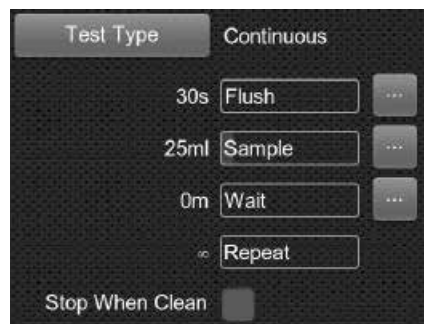 Test Type Continuous
30s Flush ...
25ml Sample ...
0m Wait ...
∞ Repeat
Stop When Clean